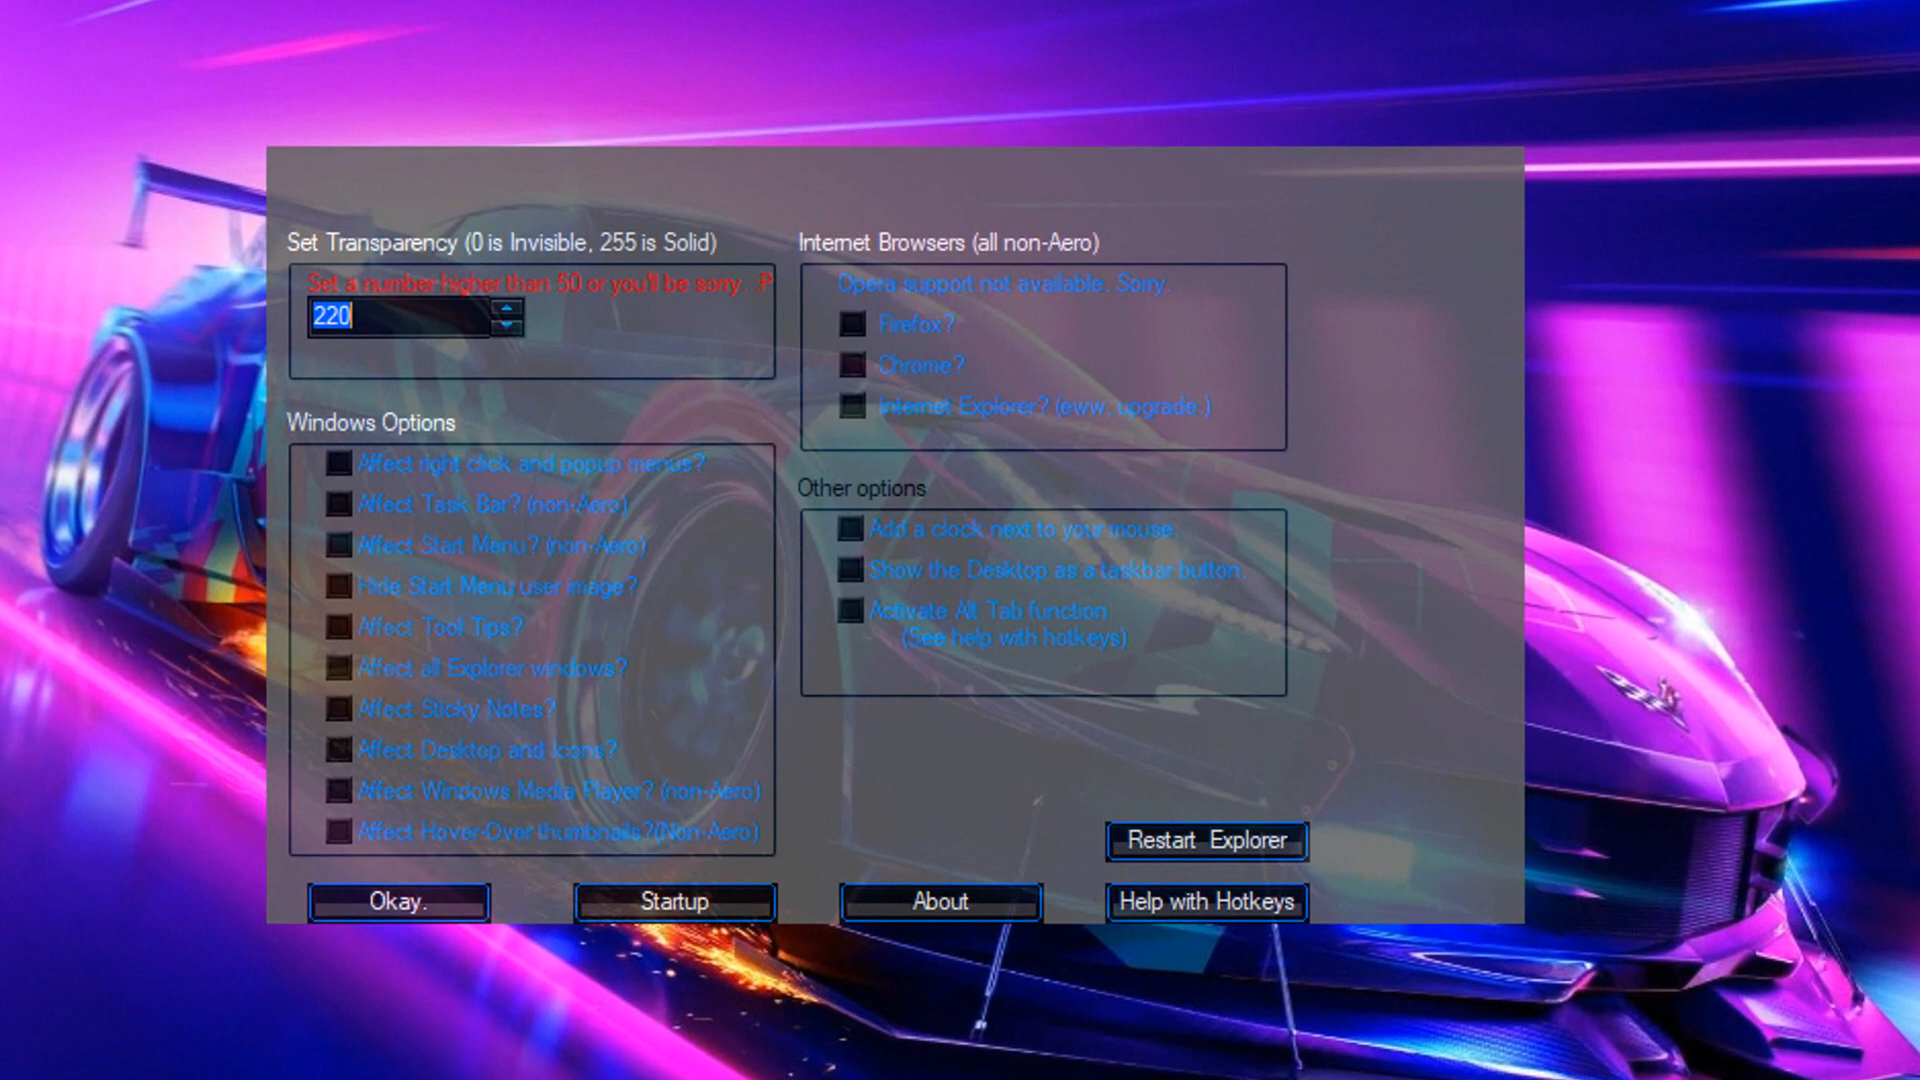 Set Transparency (0 is Invisible, 255 is Solid)
Set a number higher than 50 or you'll be sorry. :P
220
Windows Options
Affect right click and popup menus?
Affect Task Bar? (non-Aero)
Affect Start Menu? (non-Aero)
Hide Start Menu user image?
Affect Tool Tips?
Affect all Explorer windows?
Affect Sticky Notes?
Affect Desktop and Icons?
Affect Windows Media Player? (non-Aero)
Affect Hover-Over thumbnails?(Non-Aero)
Internet Browsers (all non-Aero)
Opera support not available. Sorry.
Firefox?
Chrome?
Internet Explorer? (eww, upgrade.)
Other options
Add a clock next to your mouse.
Show the Desktop as a taskbar button.
Activate Alt Tab function
(See help with hotkeys)
Restart Explorer
Okay.
Startup
About
Help with Hotkeys